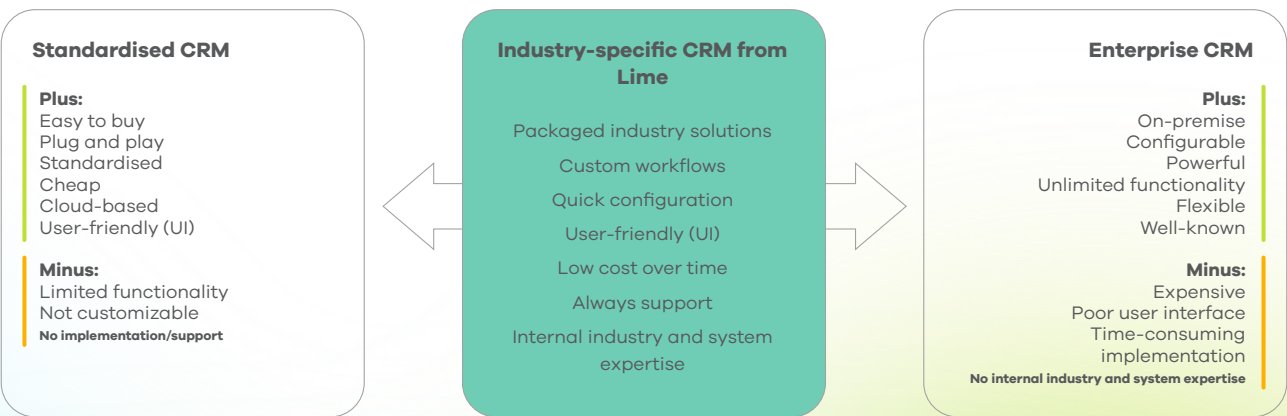 Standardised CRM
Plus:
Easy to buy
Plug and play
Standardised
Cheap
Cloud-based
User-friendly (UI)
Minus:
Limited functionality
Not customizable
No implementation/support
Industry-specific CRM from
Lime
Packaged industry solutions
Custom workflows
Quick configuration
User-friendly (UI)
Low cost over time
Always support
Internal industry and system
expertise
Enterprise CRM
Plus:
On-premise
Configurable
Powerful
Unlimited functionality
Flexible
Well-known
Minus:
Expensive
Poor user interface
Time-consuming
implementation
No internal industry and system expertise